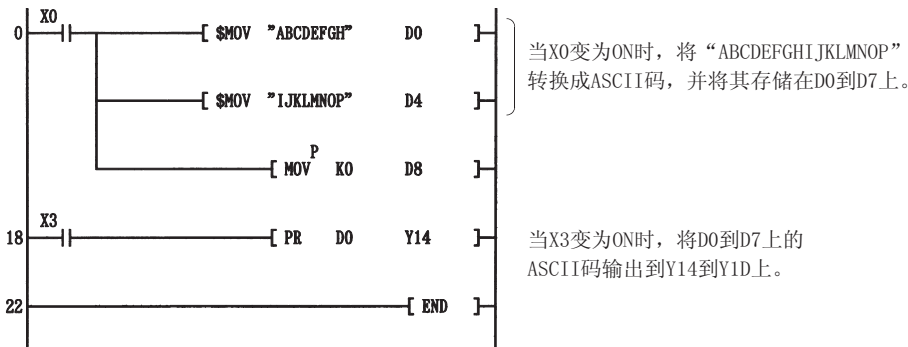 X0
0 [ $MOV "ABCDEFGH" D0 ]
当X0变为ON时，将“ABCDEFGHIJKLMNOP”
转换成ASCII码，并将其存储在D0到D7上。
[ $MOV "IJKLMNOP" D4 ]
P
[ MOV K0 D8 ]
X3
18 [ PR D0 Y14 ]
当X3变为ON时，将D0到D7上的
ASCII码输出到Y14到Y1D上。
22 [ END ]